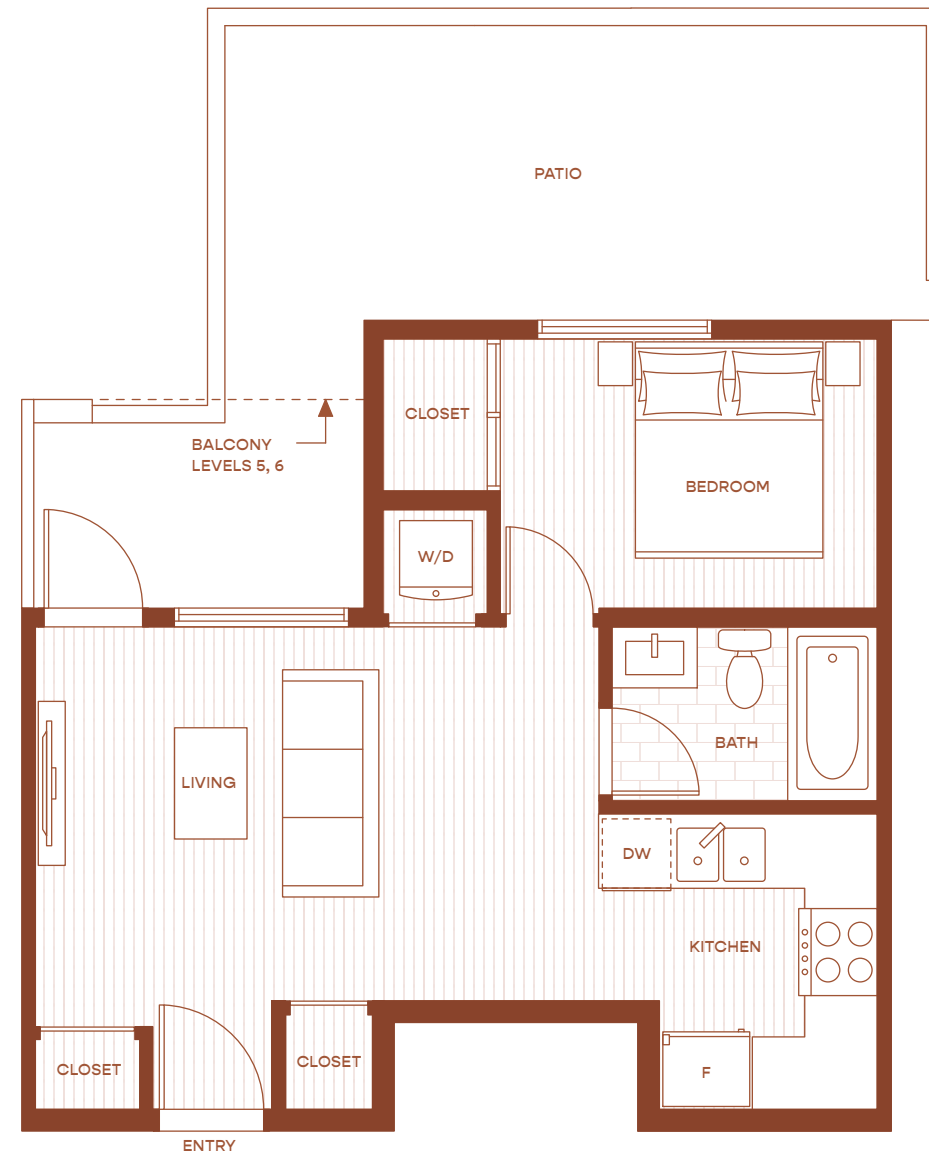 PATIO
CLOSET
BALCONY
LEVELS 5, 6
BEDROOM
W/D
BATH
LIVING
DW
KITCHEN
CLOSET
CLOSET
F
ENTRY